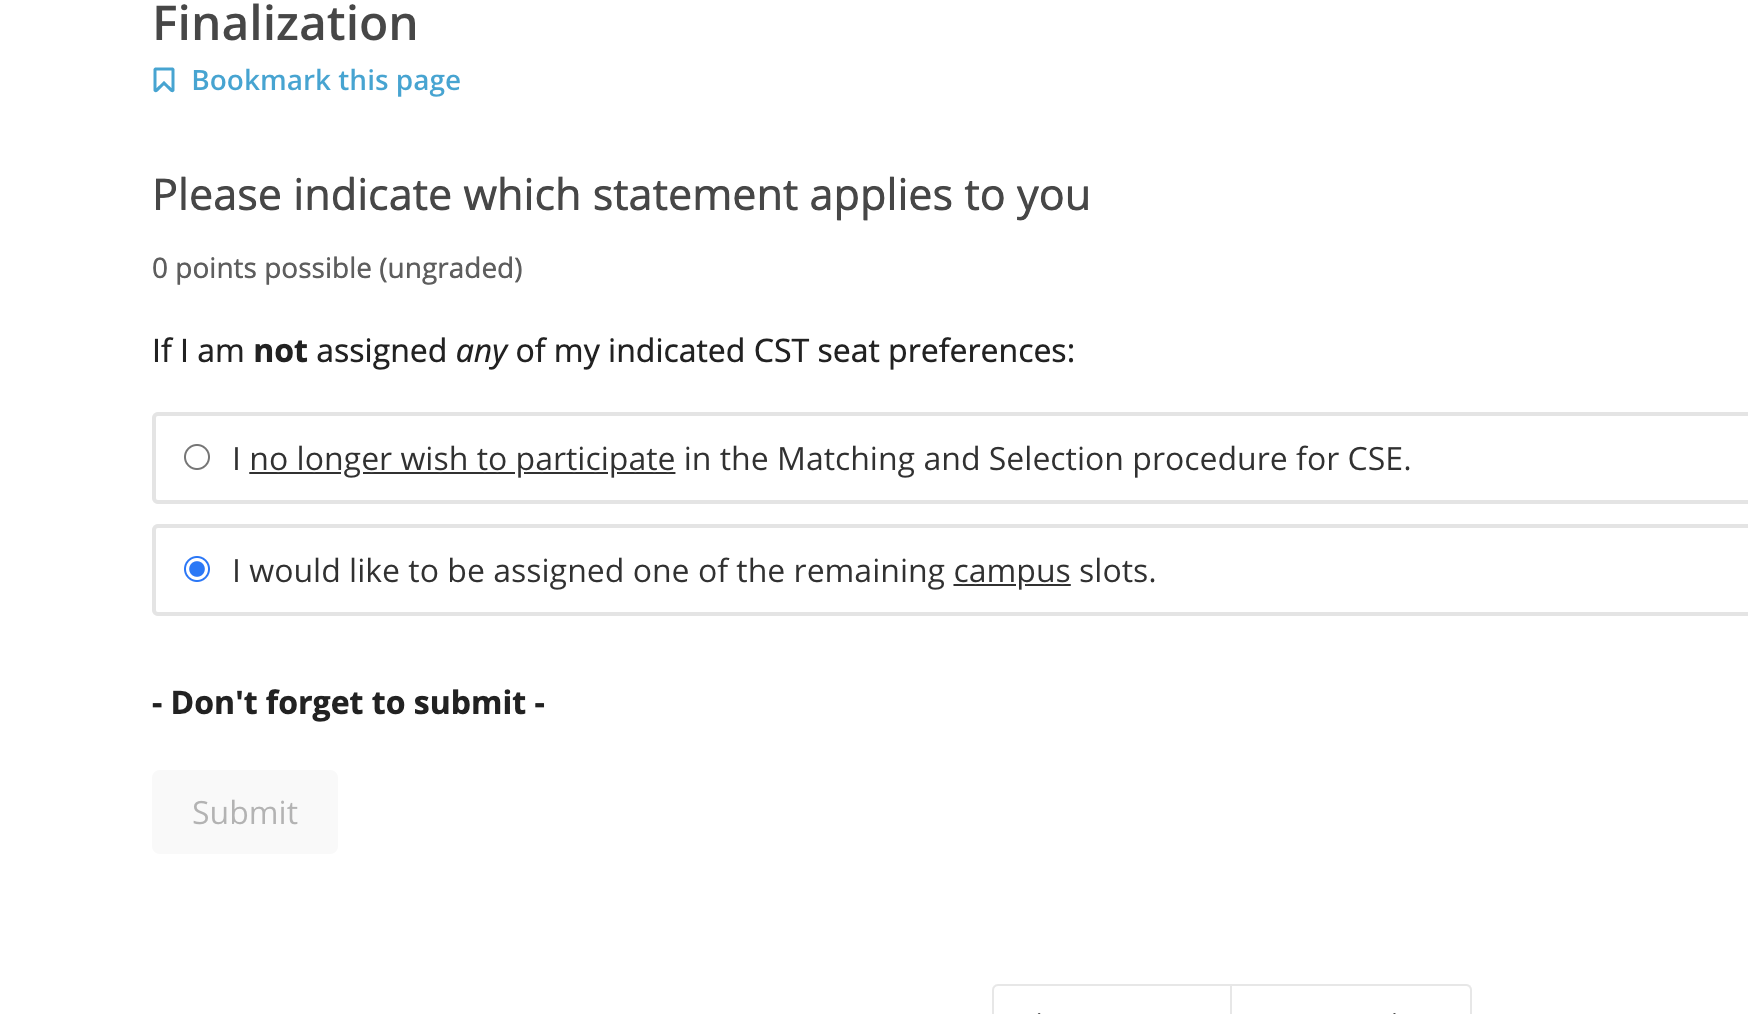 Finalization
Bookmark this page
Please indicate which statement applies to you
0 points possible (ungraded)
If I am not assigned any of my indicated CST seat preferences:
I no longer wish to participate in the Matching and Selection procedure for CSE.
I would like to be assigned one of the remaining campus slots.
- Don't forget to submit -
Submit